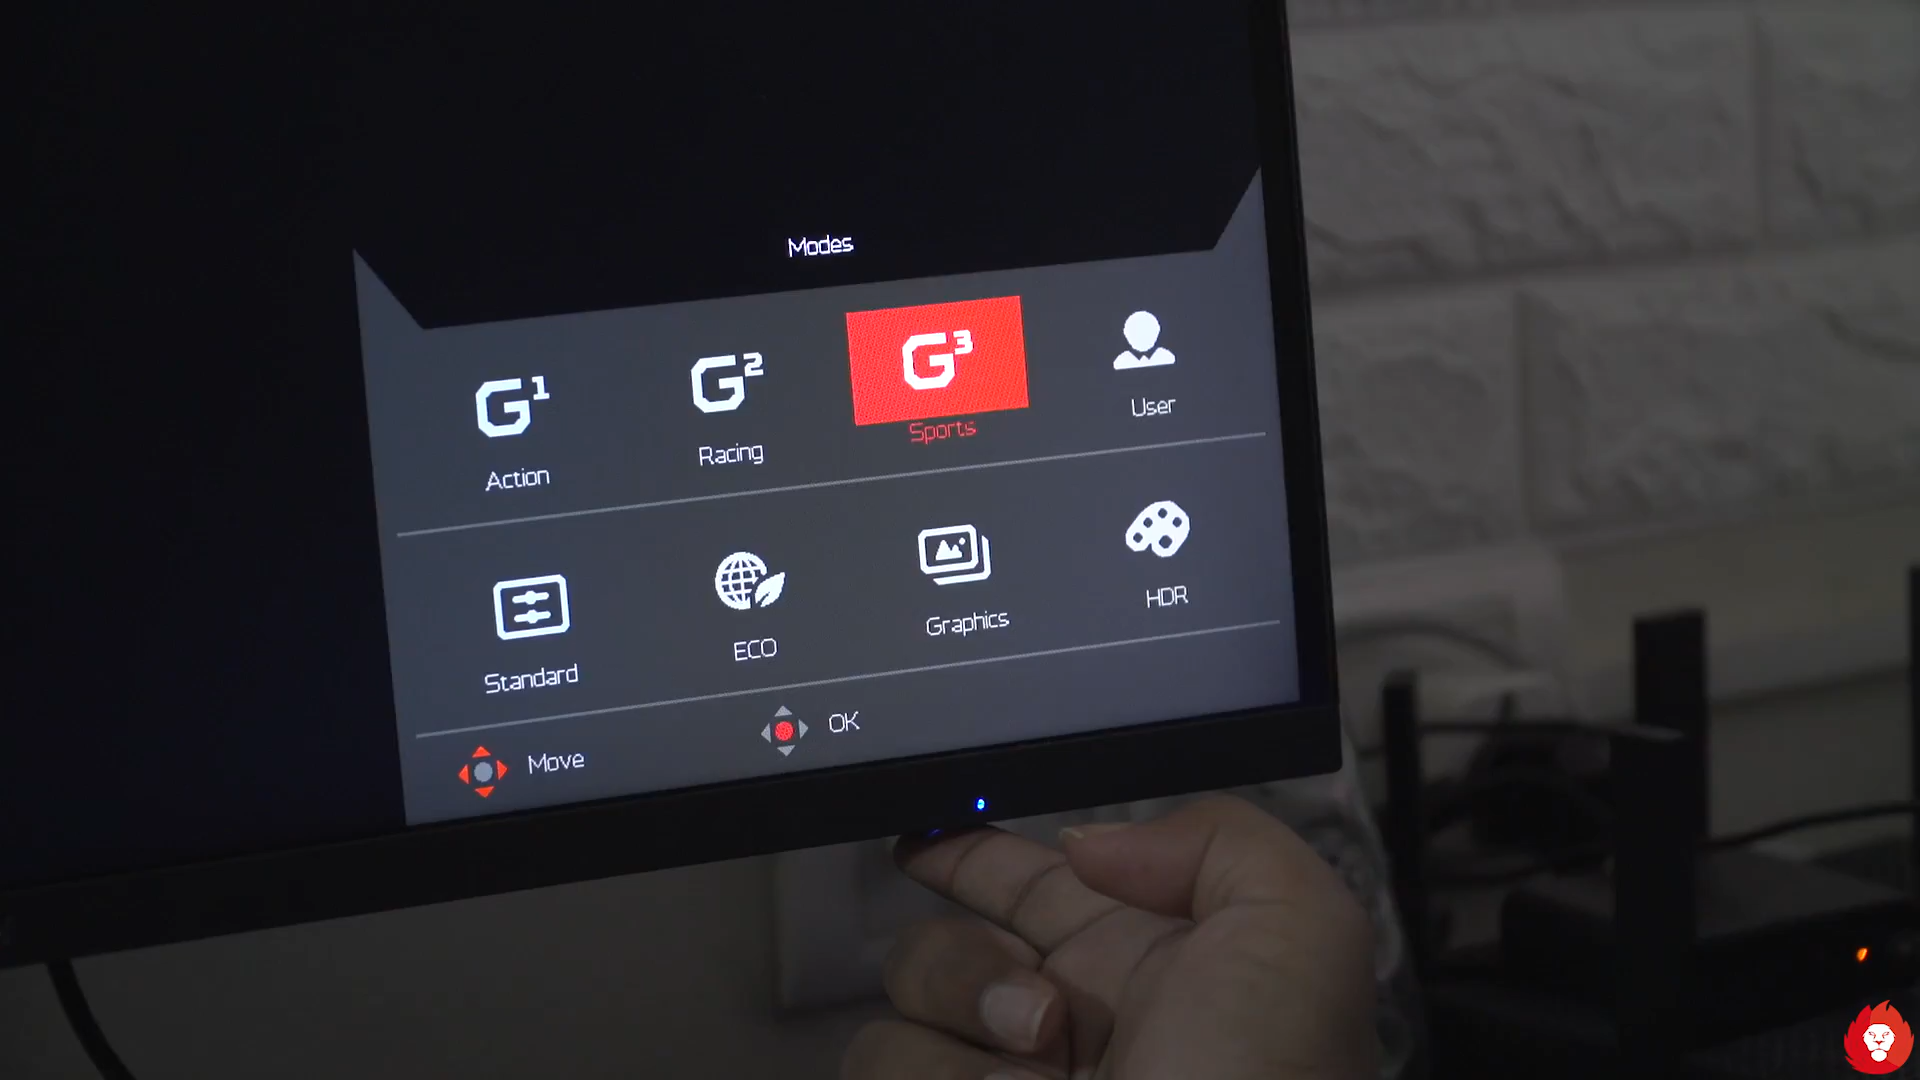 Modes
G1 G2 G3
Action Racing Sports User
Standard ECO Graphics HDR
Move OK